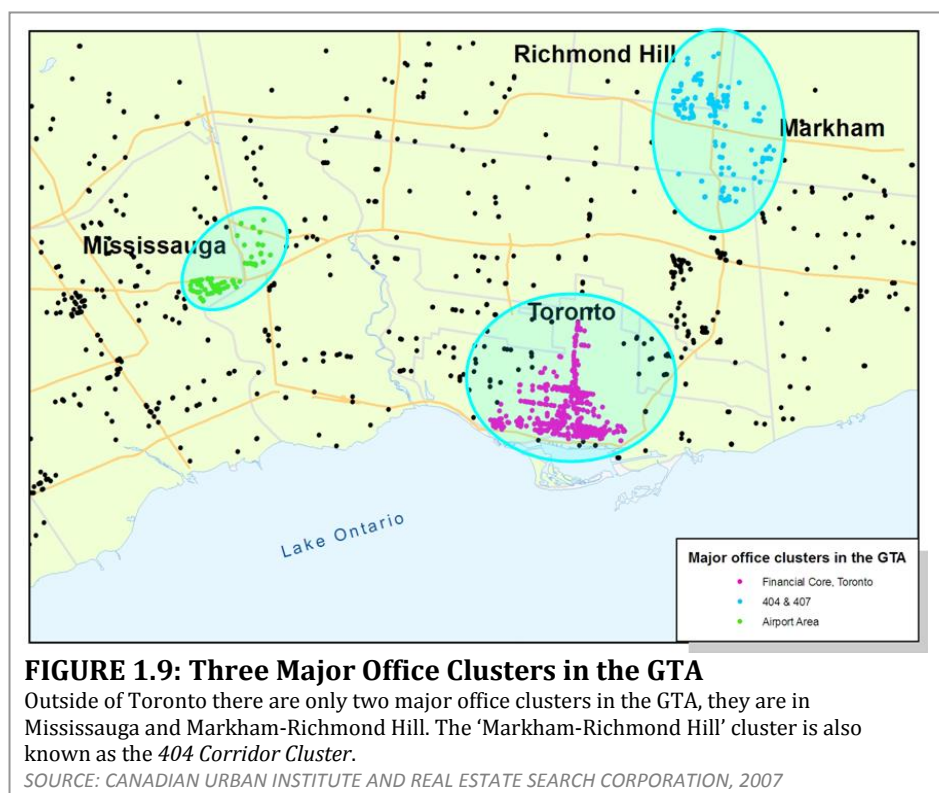 Richmond Hill
Markham
Mississauga
Toronto
Lake Ontario
Major office clusters in the GTA
Financial Core, Toronto
404 & 407
Airport Area
FIGURE 1.9: Three Major Office Clusters in the GTA
Outside of Toronto there are only two major office clusters in the GTA, they are in
Mississauga and Markham-Richmond Hill. The ‘Markham-Richmond Hill’ cluster is also
known as the 404 Corridor Cluster.
SOURCE: CANADIAN URBAN INSTITUTE AND REAL ESTATE SEARCH CORPORATION, 2007